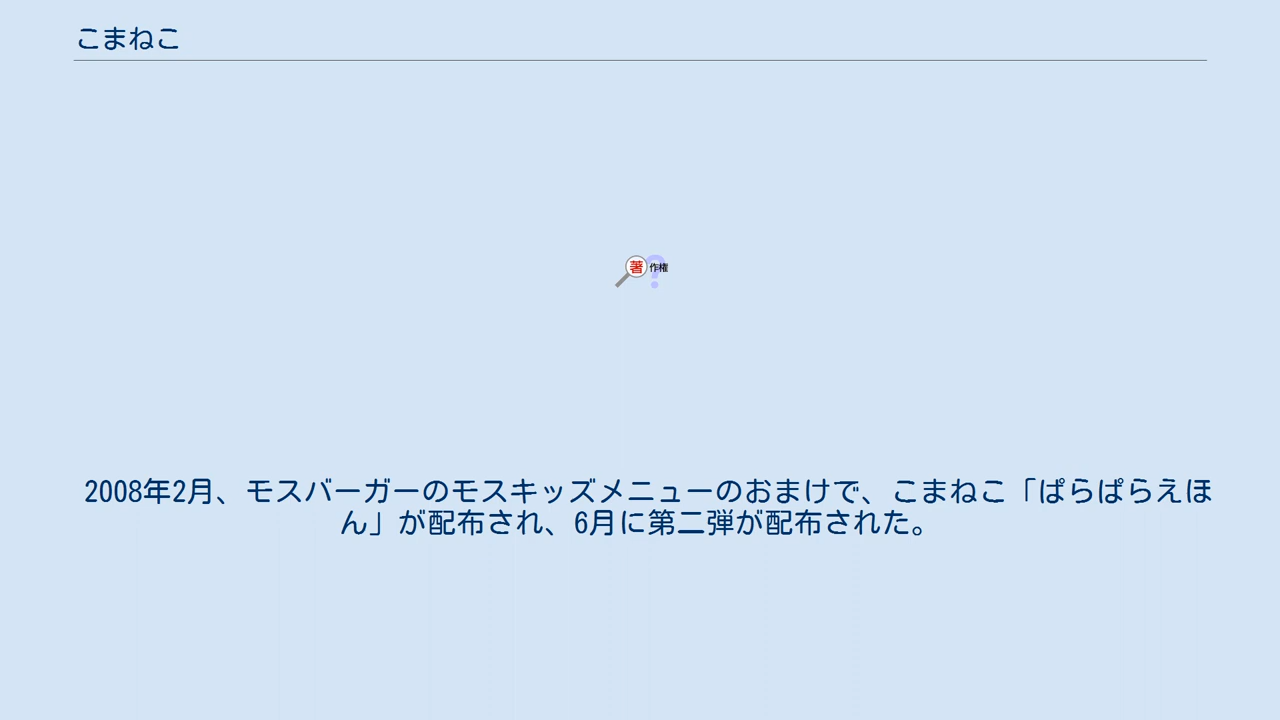 こまねこ
著作権
2008年2月、モスバーガーのモスキッズメニューのおまけで、こまねこ「ぱらぱらえほ
ん」が配布され、6月に第二弾が配布された。